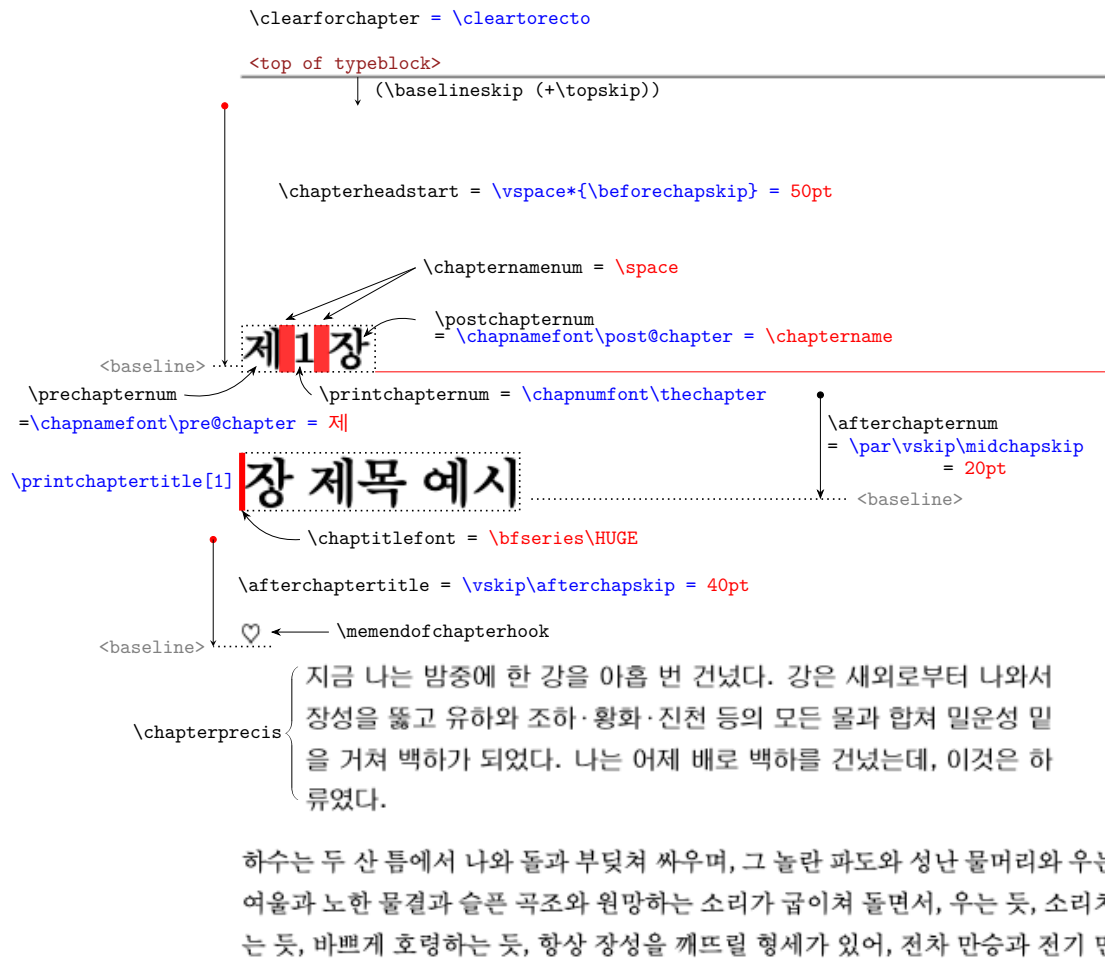 \clearforchapter = \cleartorecto
<top of typeblock>
(\baselineskip (+\topskip))
\chapterheadstart = \vspace*{\beforechapskip} = 50pt
\chapternamenum = \space
\postchapternum
= \chapnamefont\post@chapter = \chaptername
제 1 장
<baseline>
\prechapternum
\printchapternum = \chapnumfont\thechapter
=\chapnamefont\pre@chapter = 제
\afterchapternum
= \par\vskip\midchapskip
= 20pt
\printchaptertitle[1]
장 제목 예시
<baseline>
\chaptitlefont = \bfseries\HUGE
\afterchaptertitle = \vskip\afterchapskip = 40pt
♡
\memendofchapterhook
<baseline>
\chapterprecis
지금 나는 밤중에 한 강을 아홉 번 건넜다. 강은 새외로부터 나와서
장성을 뚫고 유하와 조하·황화·진천 등의 모든 물과 합쳐 밀운성 밑
을 거쳐 백하가 되었다. 나는 어제 배로 백하를 건넜는데, 이것은 하
류였다.
하수는 두 산 틈에서 나와 돌과 부딪쳐 싸우며, 그 놀란 파도와 성난 물머리와 우는
여울과 노한 물결과 슬픈 곡조와 원망하는 소리가 굽이쳐 돌면서, 우는 듯, 소리치
는 듯, 바쁘게 호령하는 듯, 항상 장성을 깨뜨릴 형세가 있어, 전차 만승과 전기